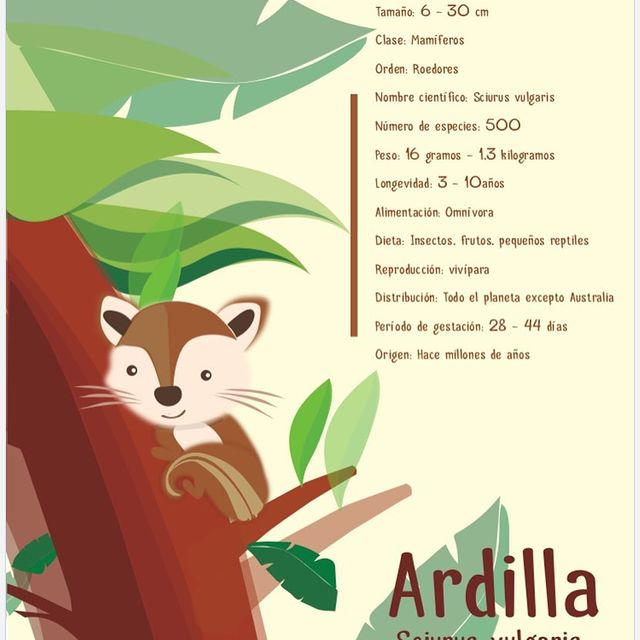 Tamaño: 6 - 30 cm
Clase: Mamíferos
Orden: Roedores
Nombre científico: Sciurus vulgaris
Número de especies: 500
Peso: 16 gramos - 1.3 kilogramos
Longevidad: 3 - 10años
Alimentación: Omnívora
Dieta: Insectos, frutos, pequeños reptiles
Reproducción: vivípara
Distribución: Todo el planeta excepto Australia
Período de gestación: 28 - 44 días
Origen: Hace millones de años
Ardilla
Sciurus vulgaris